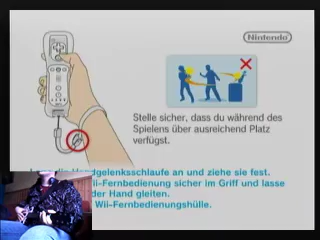 Nintendo
Stelle sicher, dass du während des
Spielens über ausreichend Platz
verfügst.
gelenksschlaufe an und ziehe sie fest.
Wii-Fernbedienung sicher im Griff und lasse
der Hand gleiten.
Wii-Fernbedienungshülle.